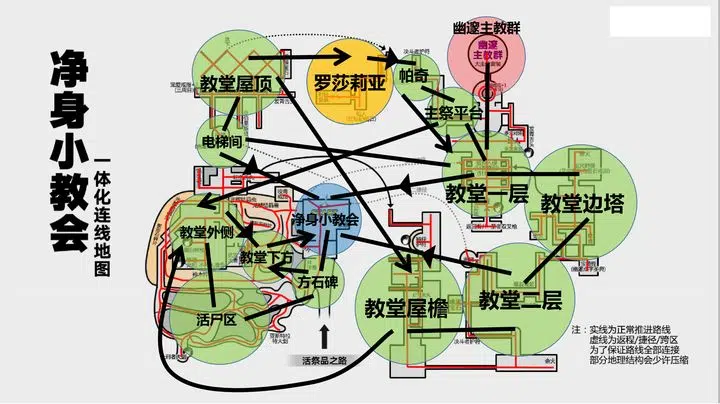 净身小教会
一体化连线地图
幽邃主教群
幽邃
主教群
教堂屋顶
罗莎莉亚
帕奇
主祭平台
电梯间
教堂一层
教堂边塔
净身小教会
教堂外侧
教堂下方
方石碑
活尸区
教堂屋檐
教堂二层
活祭品之路
注：实线为正常推进路线
虚线为返程/捷径/跨区
为了保证路线全部连接
部分地理结构会少许压缩